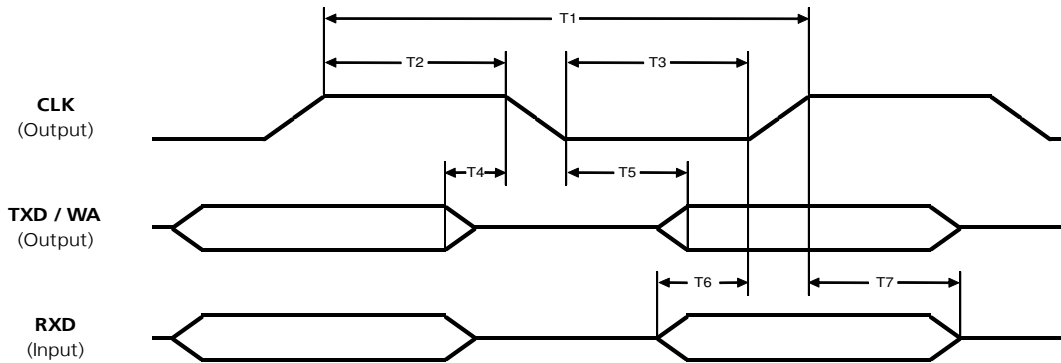 T1
T2
T3
CLK
(Output)
T4
T5
TXD / WA
(Output)
T6
T7
RXD
(Input)